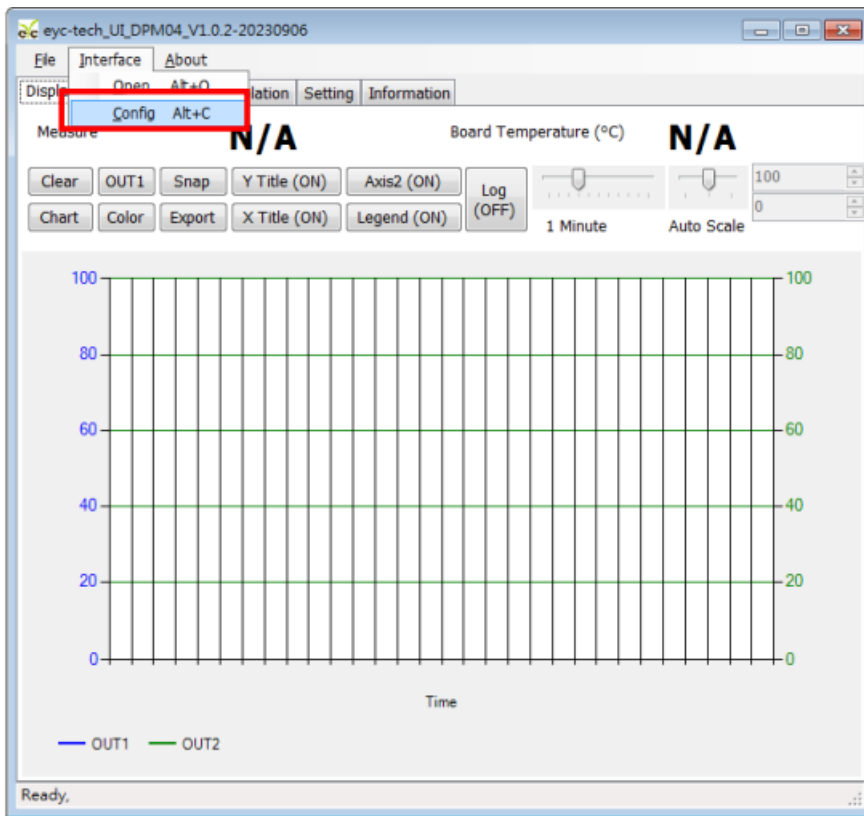 eyc-tech_UI_DPM04_V1.0.2-20230906
File Interface About
Open Alt+O
lation Setting Information
Config Alt+C
Measure N/A Board Temperature (°C) N/A
Clear OUT1 Snap Y Title (ON) Axis2 (ON) Log (OFF) 100
Chart Color Export X Title (ON) Legend (ON) 1 Minute Auto Scale 0
100 100
80 80
60 60
40 40
20 20
0 0
Time
OUT1 OUT2
Ready,